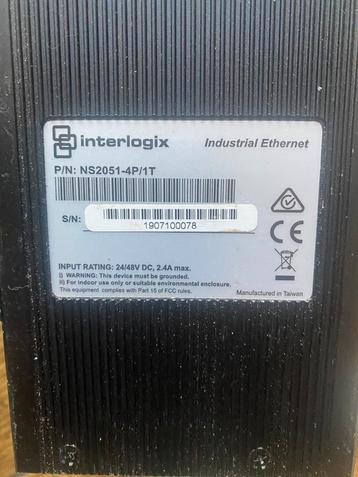 interlogix
Industrial Ethernet
P/N: NS2051-4P/1T
S/N:
1907100078
CE
INPUT RATING: 24/48V DC, 2.4A max.
i) WARNING: This device must be grounded.
ii) For indoor use only or suitable environmental enclosure.
This equipment complies with Part 15 of FCC rules.
Manufactured in Taiwan